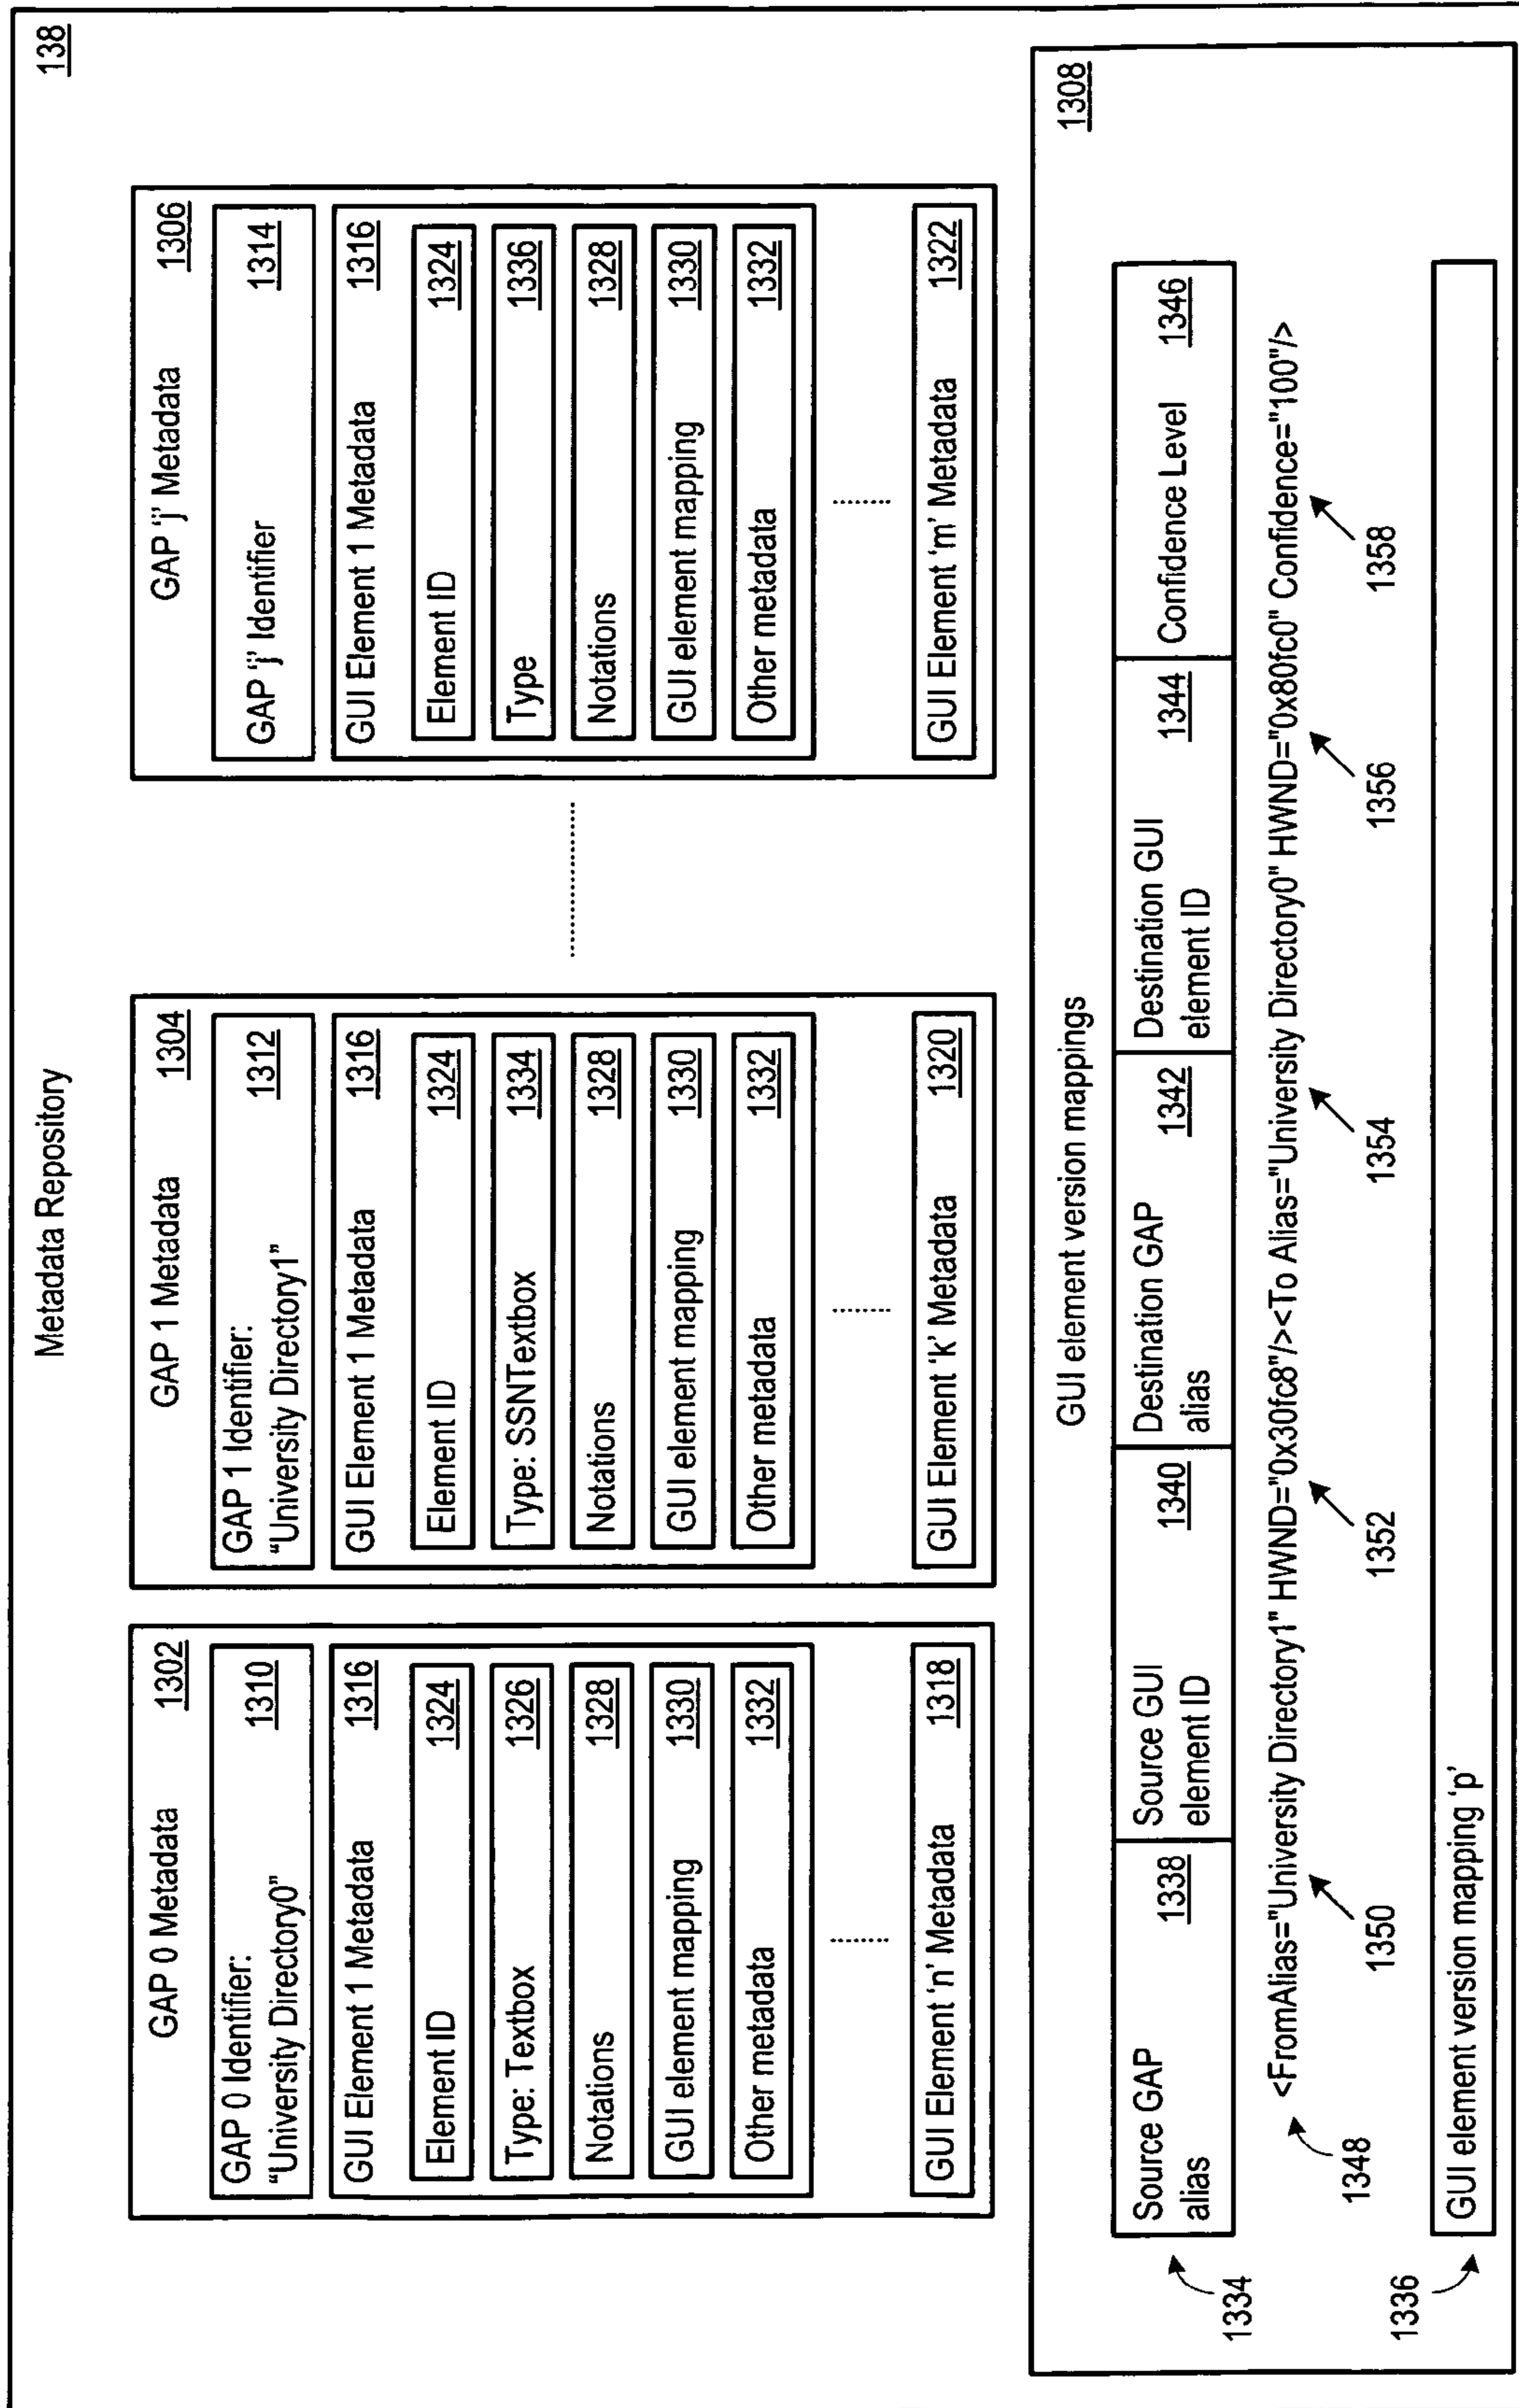 Metadata Repository
138
GAP 0 Metadata 1302
GAP 0 Identifier: 1310
“University Directory0”
GUI Element 1 Metadata 1316
Element ID 1324
Type: Textbox 1326
Notations 1328
GUI element mapping 1330
Other metadata 1332
GUI Element ‘n’ Metadata 1318
GAP 1 Metadata 1304
GAP 1 Identifier: 1312
“University Directory1”
GUI Element 1 Metadata 1316
Element ID 1324
Type: SSNTextbox 1334
Notations 1328
GUI element mapping 1330
Other metadata 1332
GUI Element ‘k’ Metadata 1320
GAP ‘j’ Metadata 1306
GAP ‘j’ Identifier 1314
GUI Element 1 Metadata 1316
Element ID 1324
Type 1336
Notations 1328
GUI element mapping 1330
Other metadata 1332
GUI Element ‘m’ Metadata 1322
GUI element version mappings
1308
Source GAP
alias 1338
Source GUI
element ID 1340
Destination GAP
alias 1342
Destination GUI
element ID 1344
Confidence Level 1346
1334
<FromAlias="University Directory1" HWND="0x30fc8"/><To Alias="University Directory0" HWND="0x80fc0" Confidence="100"/>
1348
1350
1352
1354
1356
1358
GUI element version mapping ‘p’
1336